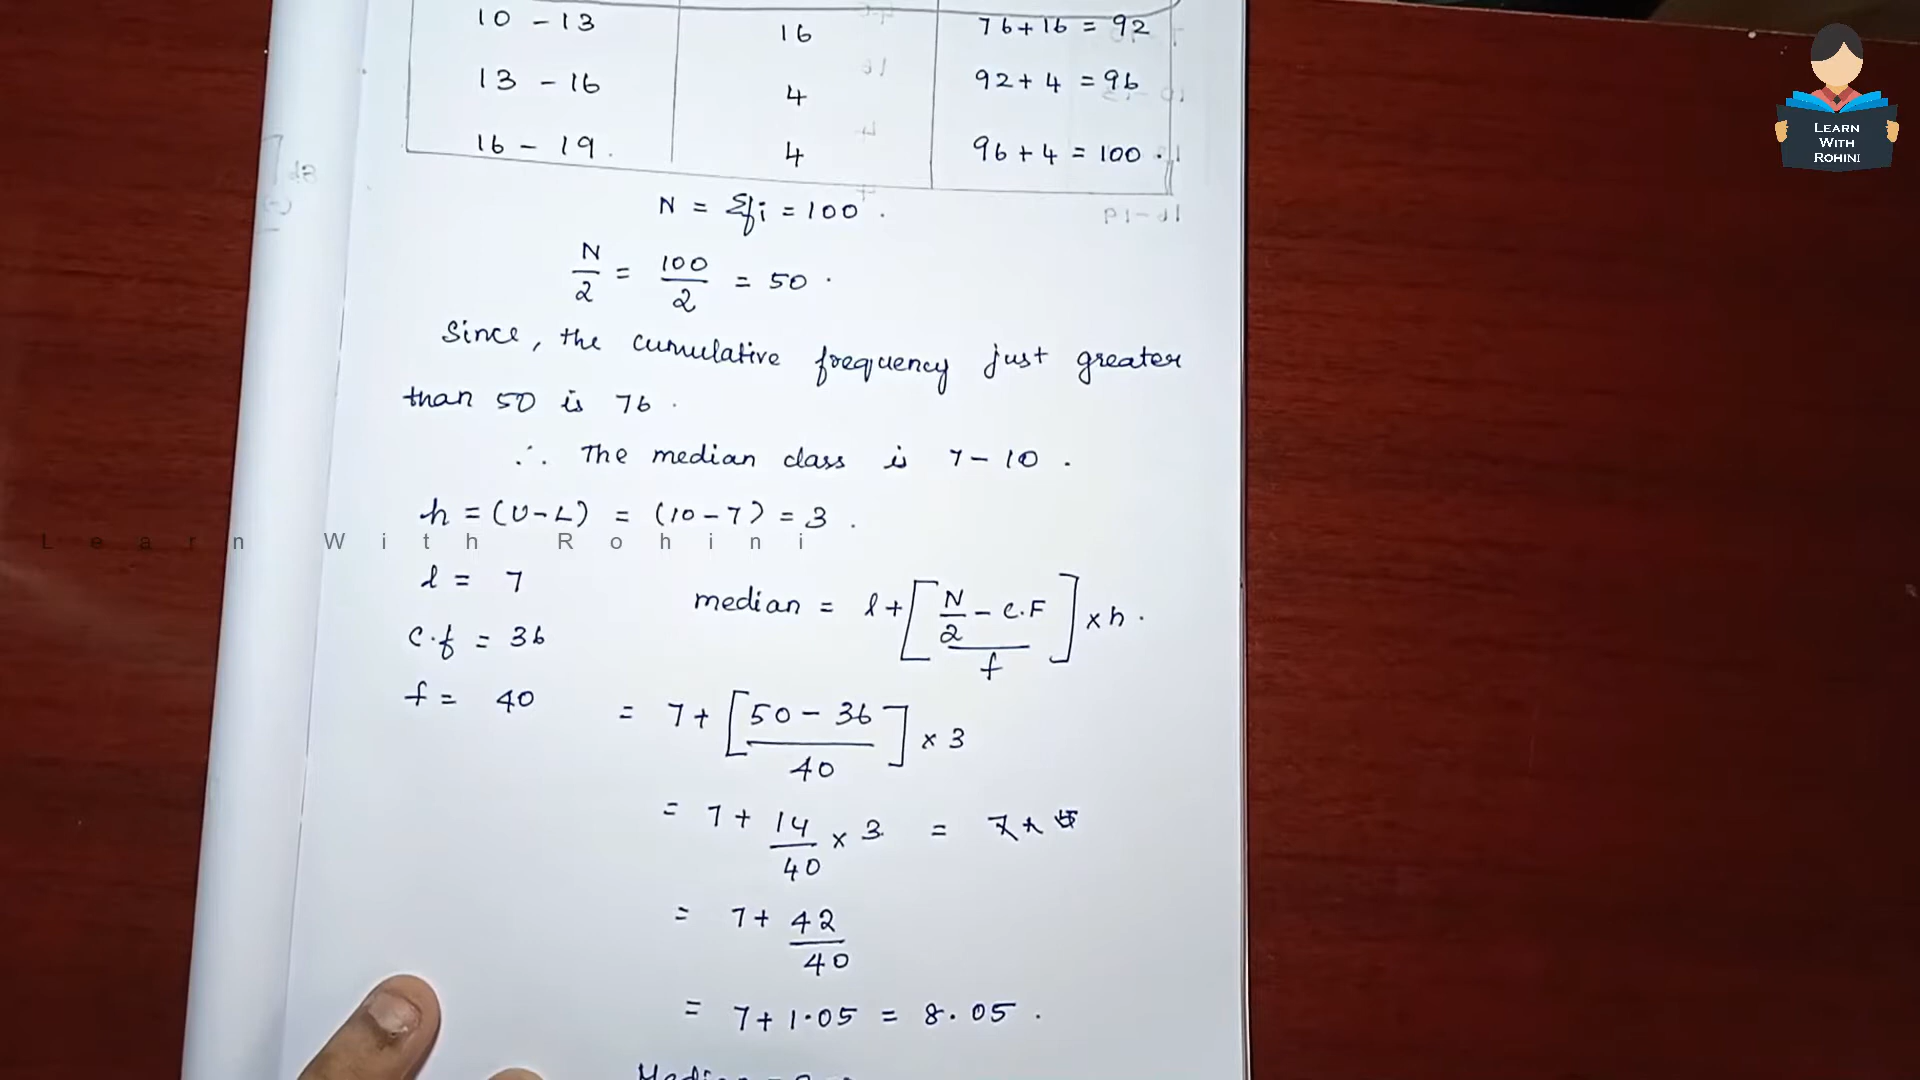 10 - 13 16 76+16 = 92
13 - 16 4 92+4 = 96
16 - 19. 4 96+4 = 100.
N = Σfi = 100.
N/2 = 100/2 = 50.
Since, the cumulative frequency just greater
than 50 is 76.
∴ The median class is 7-10.
h = (U-L) = (10-7) = 3.
Learn With Rohini
l = 7
median = l+[N/2 - C.F / f] × h.
c.f = 36
f = 40
= 7+ [50-36 / 40] × 3
= 7+ 14/40 × 3 =
= 7+ 42/40
= 7+1.05 = 8.05.
LEARN
WITH
ROHINI